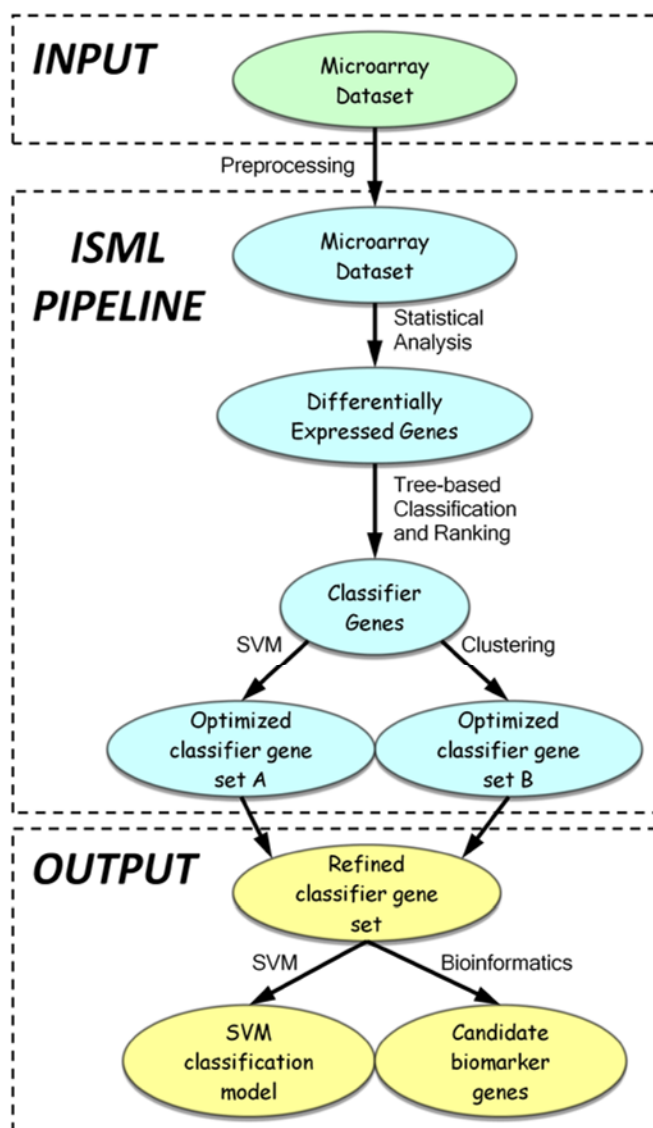 INPUT
Microarray
Dataset
Preprocessing
ISML
PIPELINE
Microarray
Dataset
Statistical
Analysis
Differentially
Expressed Genes
Tree-based
Classification
and Ranking
Classifier
Genes
SVM
Clustering
Optimized
classifier gene
set A
Optimized
classifier gene
set B
OUTPUT
Refined
classifier gene
set
SVM
Bioinformatics
SVM
classification
model
Candidate
biomarker
genes